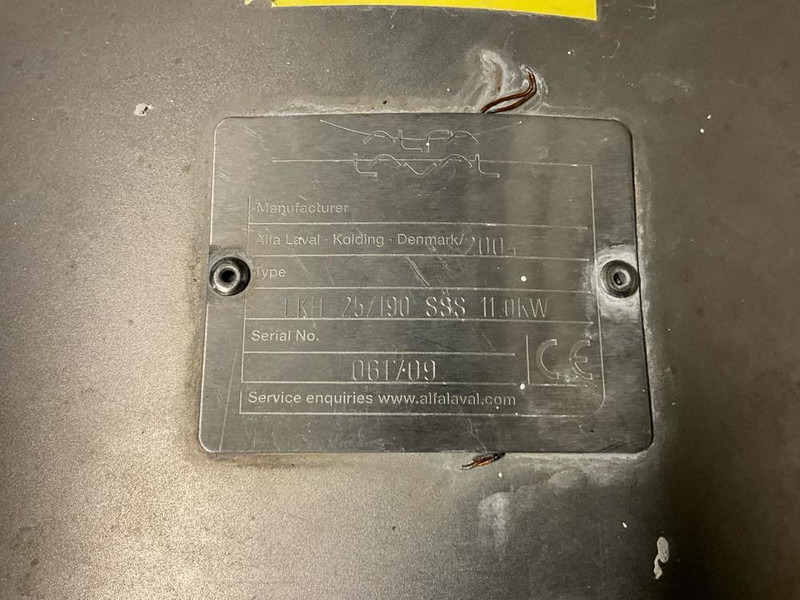 ALFA
LAVAL
Manufacturer
Alfa Laval · Kolding · Denmark/
Type
LKH 25/190 SSS 11.0KW
Serial No.
061709
CE
Service enquiries www.alfalaval.com